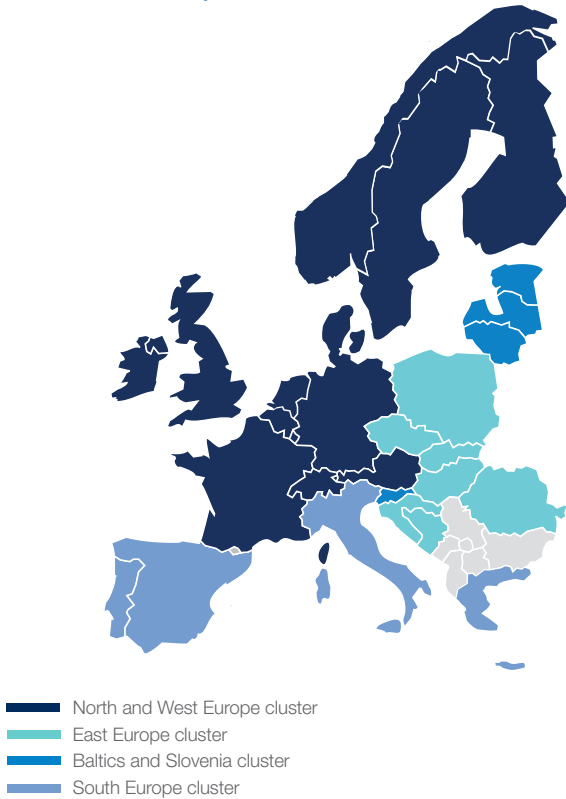 North and West Europe cluster
East Europe cluster
Baltics and Slovenia cluster
South Europe cluster